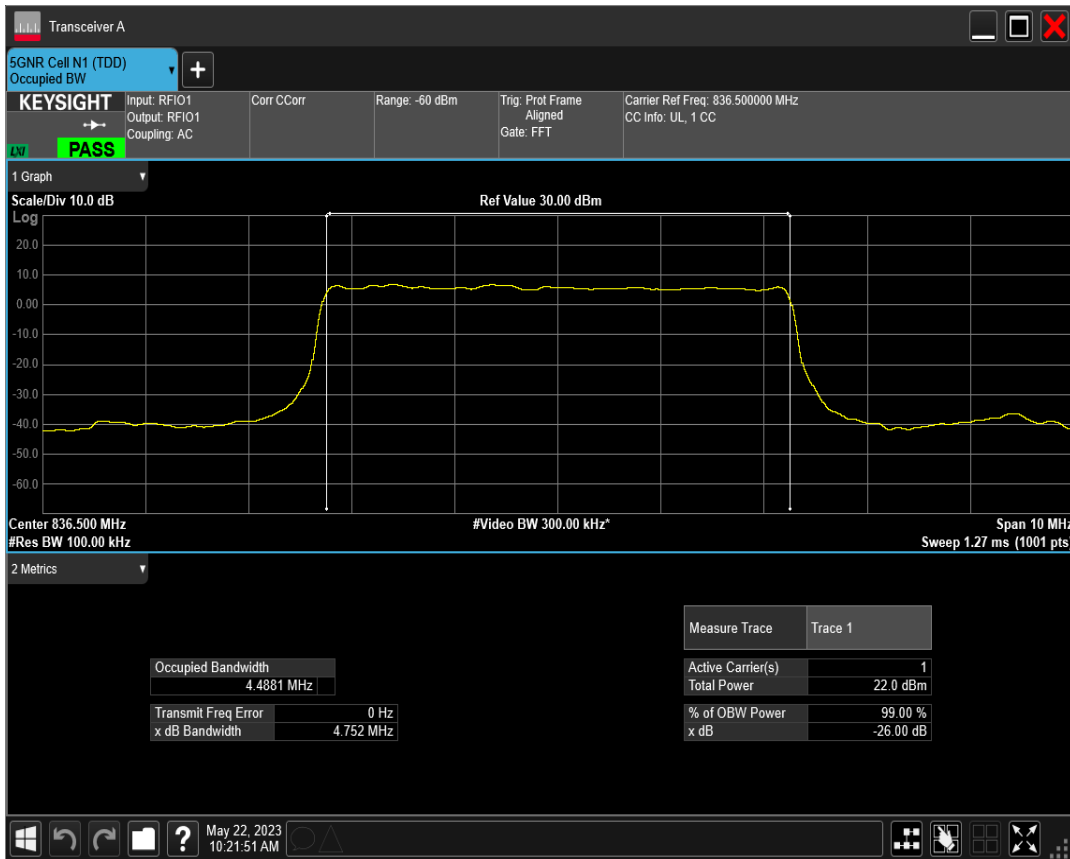 Transceiver A
5GNR Cell N1 (TDD)
Occupied BW
+
KEYSIGHT
LXI
PASS
Input: RFIO1
Output: RFIO1
Coupling: AC
Corr CCorr
Range: -60 dBm
Trig: Prot Frame
Aligned
Gate: FFT
Carrier Ref Freq: 836.500000 MHz
CC Info: UL, 1 CC
1 Graph
Scale/Div 10.0 dB
Ref Value 30.00 dBm
Log
20.0
10.0
0.00
-10.0
-20.0
-30.0
-40.0
-50.0
-60.0
Center 836.500 MHz
#Video BW 300.00 kHz*
Span 10 MHz
#Res BW 100.00 kHz
Sweep 1.27 ms (1001 pts)
2 Metrics
Measure Trace
Trace 1
Occupied Bandwidth
4.4881 MHz
Active Carrier(s)
1
Total Power
22.0 dBm
Transmit Freq Error
0 Hz
x dB Bandwidth
4.752 MHz
% of OBW Power
99.00 %
x dB
-26.00 dB
?
May 22, 2023
10:21:51 AM